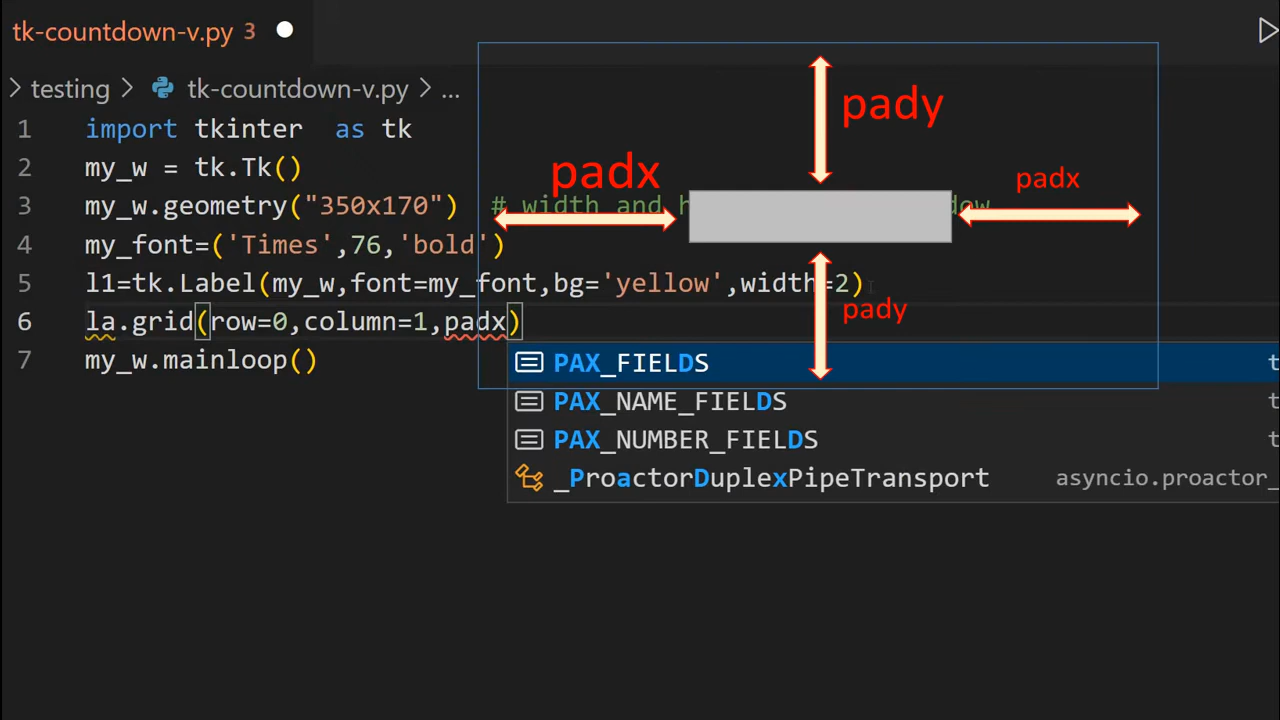 tk-countdown-v.py 3
testing tk-countdown-v.py ...
1 import tkinter as tk
2 my_w = tk.Tk()
3 my_w.geometry("350x170") # width and h dow
4 my_font=('Times',76,'bold')
5 l1=tk.Label(my_w,font=my_font,bg='yellow',width=2)
6 la.grid(row=0,column=1,padx)
7 my_w.mainloop()
pady
padx
padx
pady
PAX_FIELDS t
PAX_NAME_FIELDS t
PAX_NUMBER_FIELDS t
_ProactorDuplexPipeTransport asyncio.proactor_